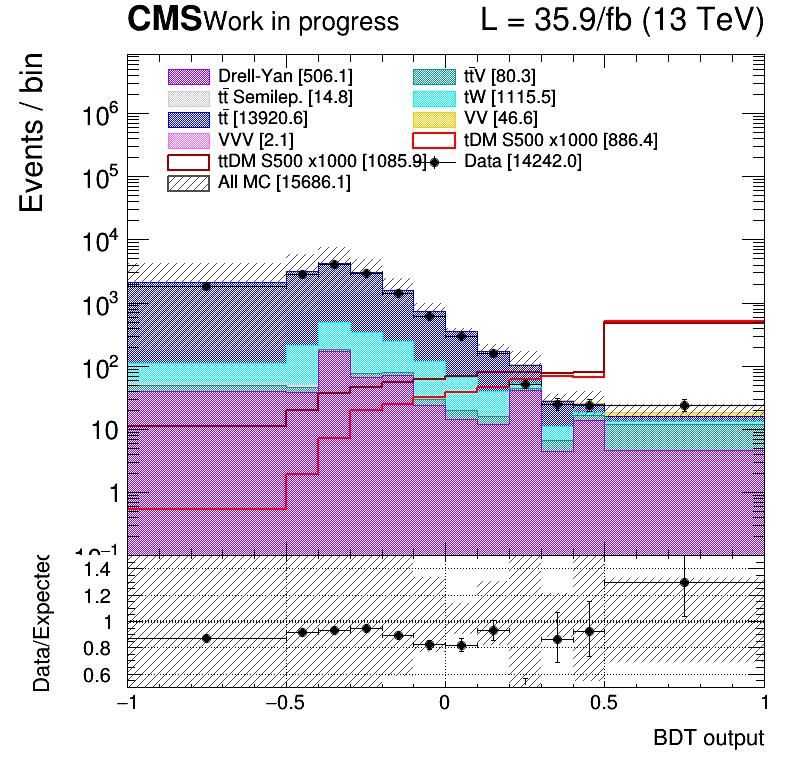 CMS Work in progress L = 35.9/fb (13 TeV)
Drell-Yan [506.1] tt̄V [80.3]
tt̄ Semilep. [14.8] tW [1115.5]
tt̄ [13920.6] VV [46.6]
VVV [2.1] tDM S500 x1000 [886.4]
ttDM S500 x1000 [1085.9] Data [14242.0]
All MC [15686.1]
Events / bin
10⁶
10⁵
10⁴
10³
10²
10
1
10⁻¹
Data/Expected
1.4
1.2
1
0.8
0.6
−1 −0.5 0 0.5 1
BDT output